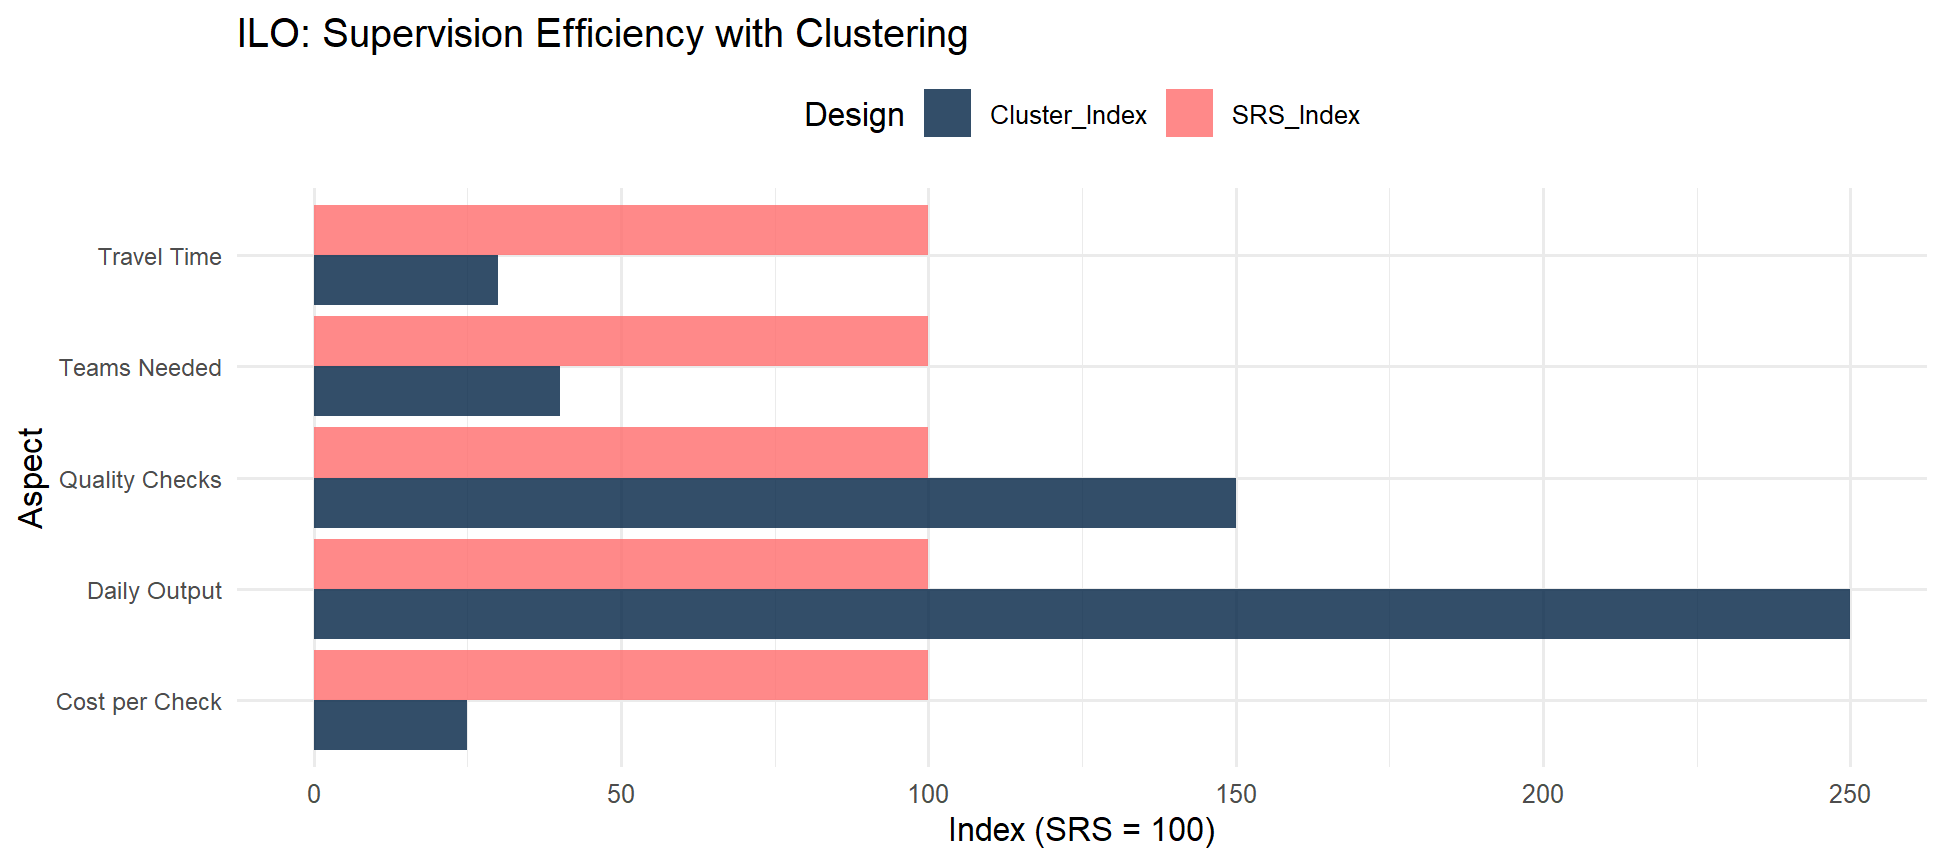 ILO: Supervision Efficiency with Clustering
Design Cluster_Index SRS_Index
Aspect
Travel Time
Teams Needed
Quality Checks
Daily Output
Cost per Check
0 50 100 150 200 250
Index (SRS = 100)